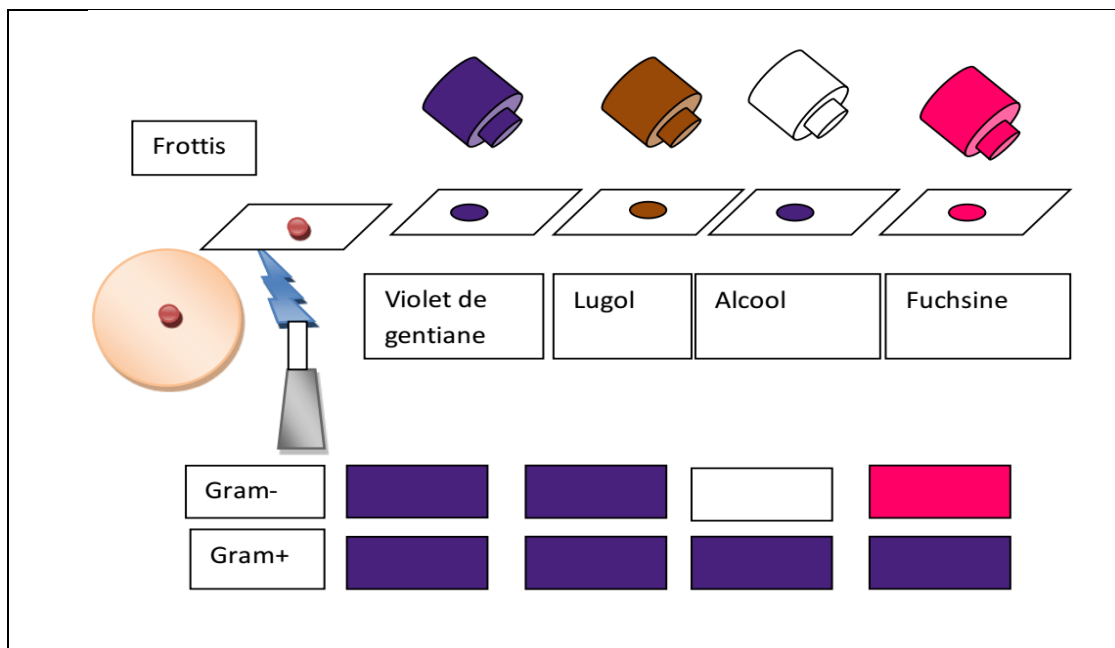 Frottis
Violet de
gentiane
Lugol
Alcool
Fuchsine
Gram-
Gram+